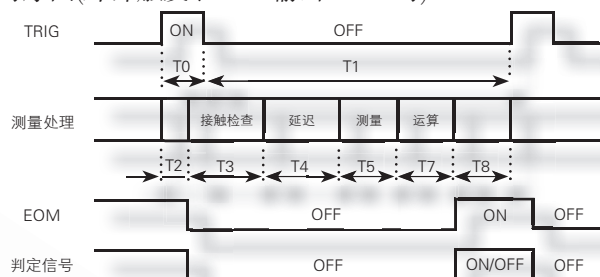 TRIG ON OFF
T0 T1
测量处理 接触检查 延迟 测量 运算
T2 T3 T4 T5 T7 T8
EOM OFF ON OFF
判定信号 OFF ON/OFF OFF